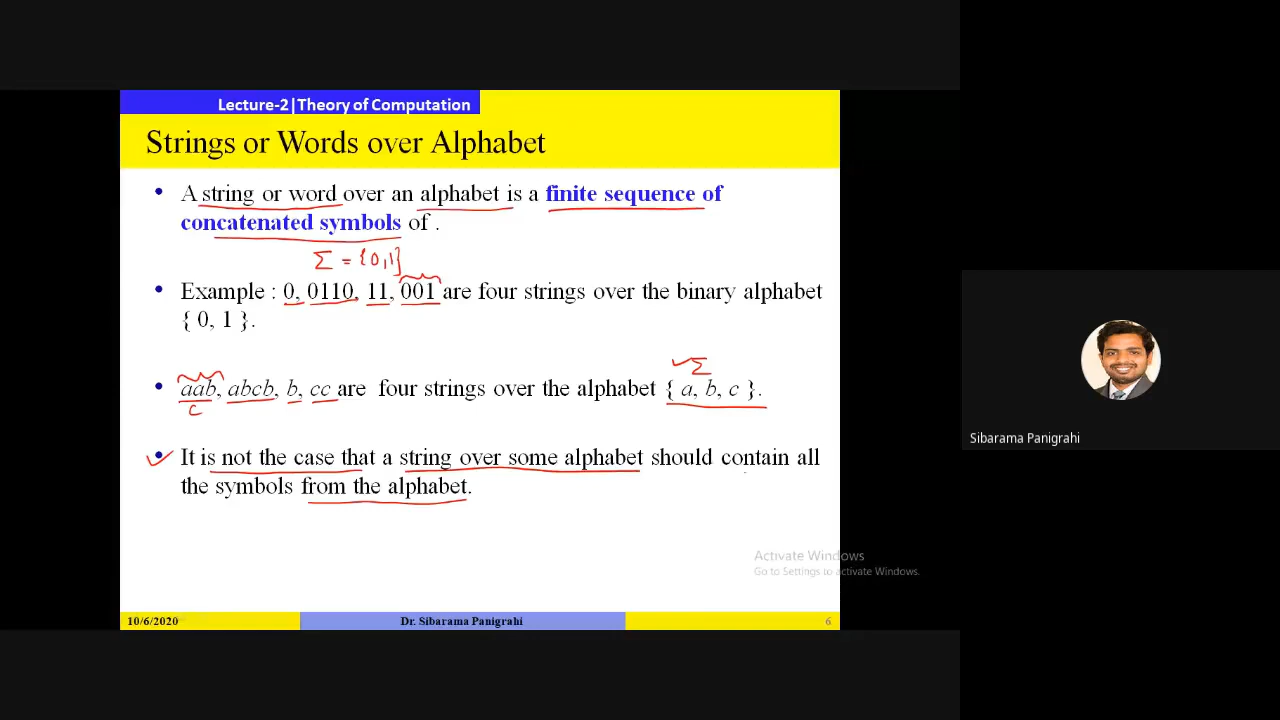 Lecture-2|Theory of Computation
Strings or Words over Alphabet
• A string or word over an alphabet is a finite sequence of
concatenated symbols of .
Σ = {0,1}
• Example : 0, 0110, 11, 001 are four strings over the binary alphabet
{ 0, 1 }.
✓Σ
• aab, abcb, b, cc are four strings over the alphabet { a, b, c }.
c
• It is not the case that a string over some alphabet should contain all
the symbols from the alphabet.
Sibarama Panigrahi
Activate Windows
Go to Settings to activate Windows.
10/6/2020 Dr. Sibarama Panigrahi 6